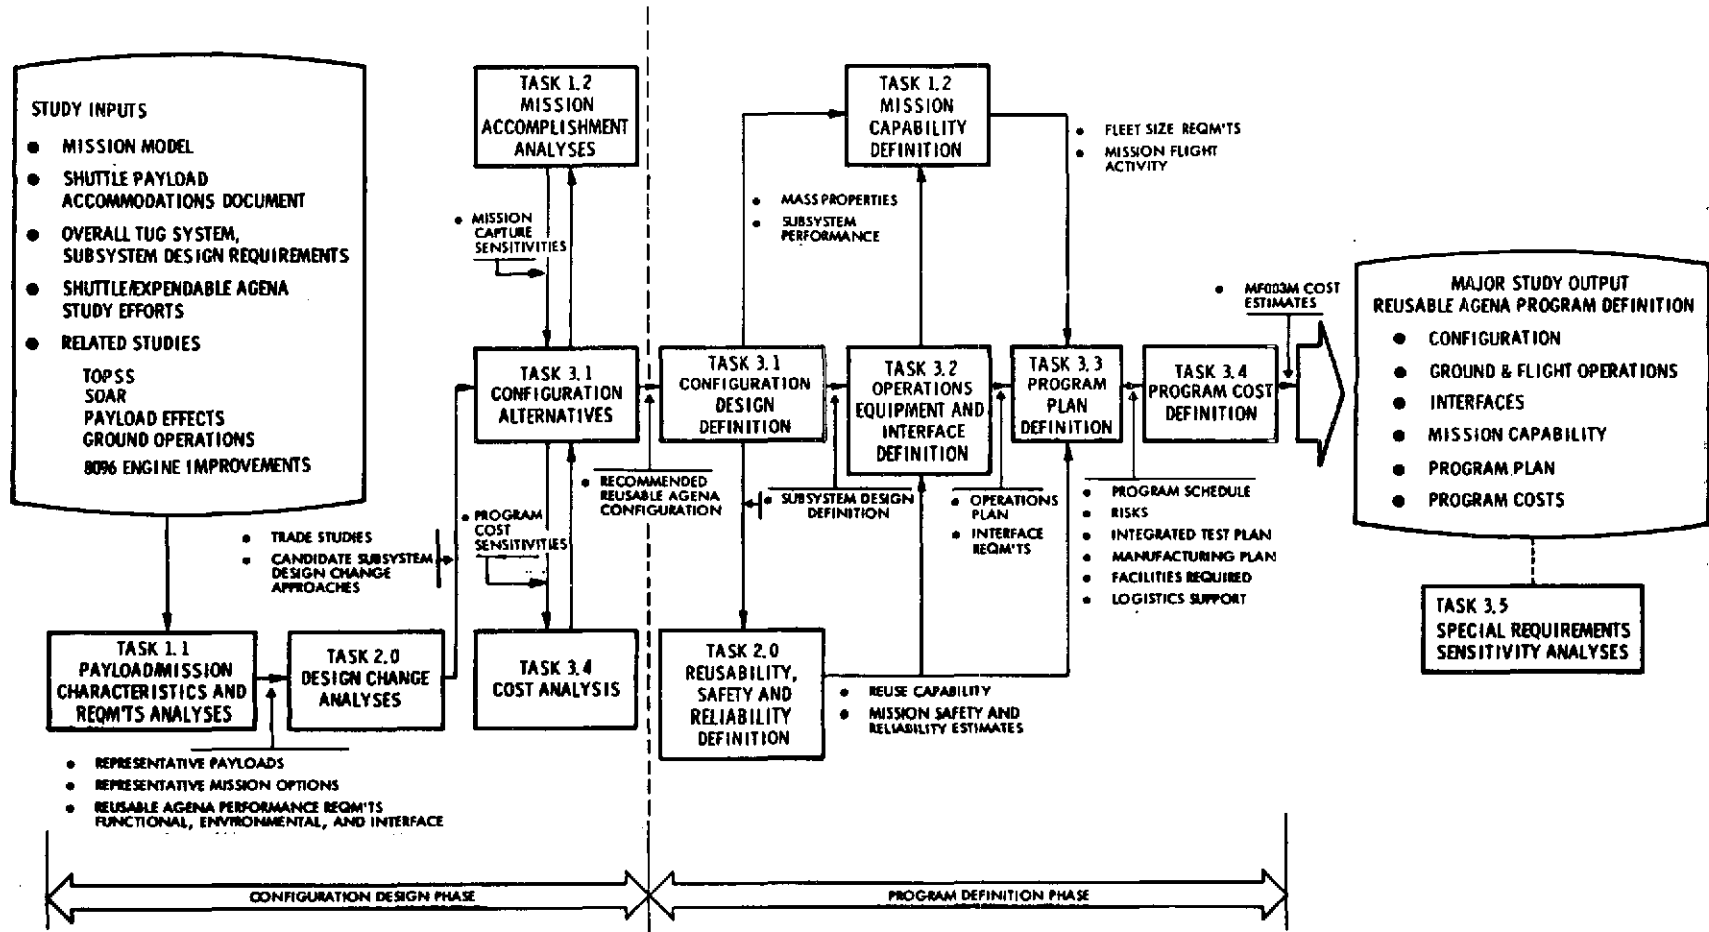 STUDY INPUTS
● MISSION MODEL
● SHUTTLE PAYLOAD
ACCOMMODATIONS DOCUMENT
● OVERALL TUG SYSTEM,
SUBSYSTEM DESIGN REQUIREMENTS
● SHUTTLE/EXPENDABLE AGENA
STUDY EFFORTS
● RELATED STUDIES
TOPSS
SOAR
PAYLOAD EFFECTS
GROUND OPERATIONS
80% ENGINE IMPROVEMENTS
TASK 1.1
PAYLOAD/MISSION
CHARACTERISTICS AND
REQM'TS ANALYSES
● REPRESENTATIVE PAYLOADS
● REPRESENTATIVE MISSION OPTIONS
● REUSABLE AGENA PERFORMANCE REQM'TS
FUNCTIONAL, ENVIRONMENTAL, AND INTERFACE
TASK 2.0
DESIGN CHANGE
ANALYSES
● TRADE STUDIES
● CANDIDATE SUBSYSTEM
DESIGN CHANGE
APPROACHES
TASK 1.2
MISSION
ACCOMPLISHMENT
ANALYSES
● MISSION
CAPTURE
SENSITIVITIES
TASK 3.1
CONFIGURATION
ALTERNATIVES
● PROGRAM
COST
SENSITIVITIES
TASK 3.4
COST ANALYSIS
● RECOMMENDED
REUSABLE AGENA
CONFIGURATION
TASK 3.1
CONFIGURATION
DESIGN
DEFINITION
● MASS PROPERTIES
● SUBSYSTEM
PERFORMANCE
TASK 1.2
MISSION
CAPABILITY
DEFINITION
● FLEET SIZE REQM'TS
● MISSION FLIGHT
ACTIVITY
● SUBSYSTEM DESIGN
DEFINITION
TASK 2.0
REUSABILITY,
SAFETY AND
RELIABILITY
DEFINITION
● REUSE CAPABILITY
● MISSION SAFETY AND
RELIABILITY ESTIMATES
TASK 3.2
OPERATIONS
EQUIPMENT AND
INTERFACE
DEFINITION
● OPERATIONS
PLAN
● INTERFACE
REQM'TS
TASK 3.3
PROGRAM
PLAN
DEFINITION
● PROGRAM SCHEDULE
● RISKS
● INTEGRATED TEST PLAN
● MANUFACTURING PLAN
● FACILITIES REQUIRED
● LOGISTICS SUPPORT
TASK 3.4
PROGRAM COST
DEFINITION
● MF003M COST
ESTIMATES
MAJOR STUDY OUTPUT
REUSABLE AGENA PROGRAM DEFINITION
● CONFIGURATION
● GROUND & FLIGHT OPERATIONS
● INTERFACES
● MISSION CAPABILITY
● PROGRAM PLAN
● PROGRAM COSTS
TASK 3.5
SPECIAL REQUIREMENTS
SENSITIVITY ANALYSES
CONFIGURATION DESIGN PHASE
PROGRAM DEFINITION PHASE